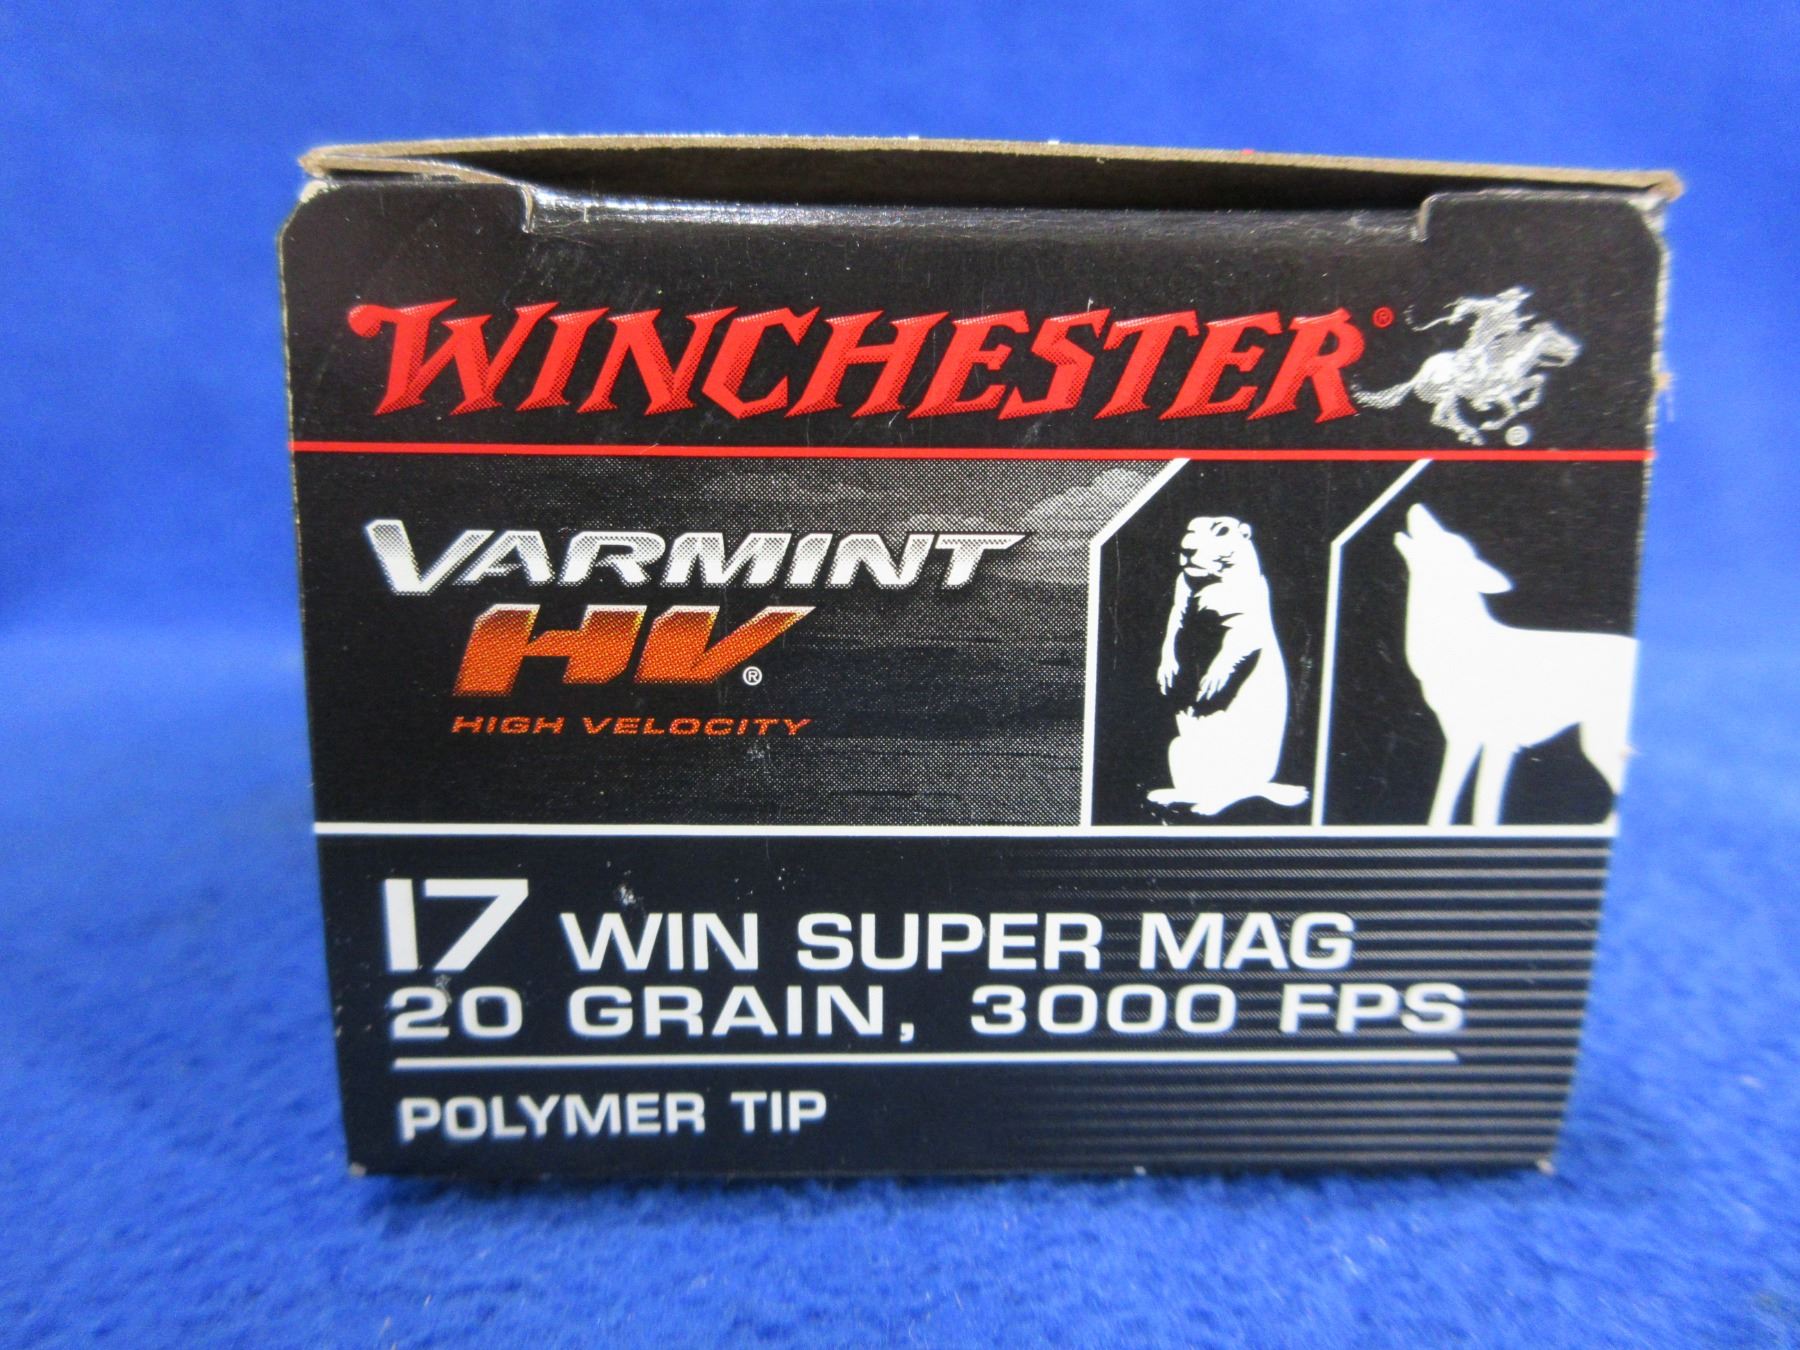 WINCHESTER®
®
VARMINT
HV®
HIGH VELOCITY
17 WIN SUPER MAG
20 GRAIN, 3000 FPS
POLYMER TIP